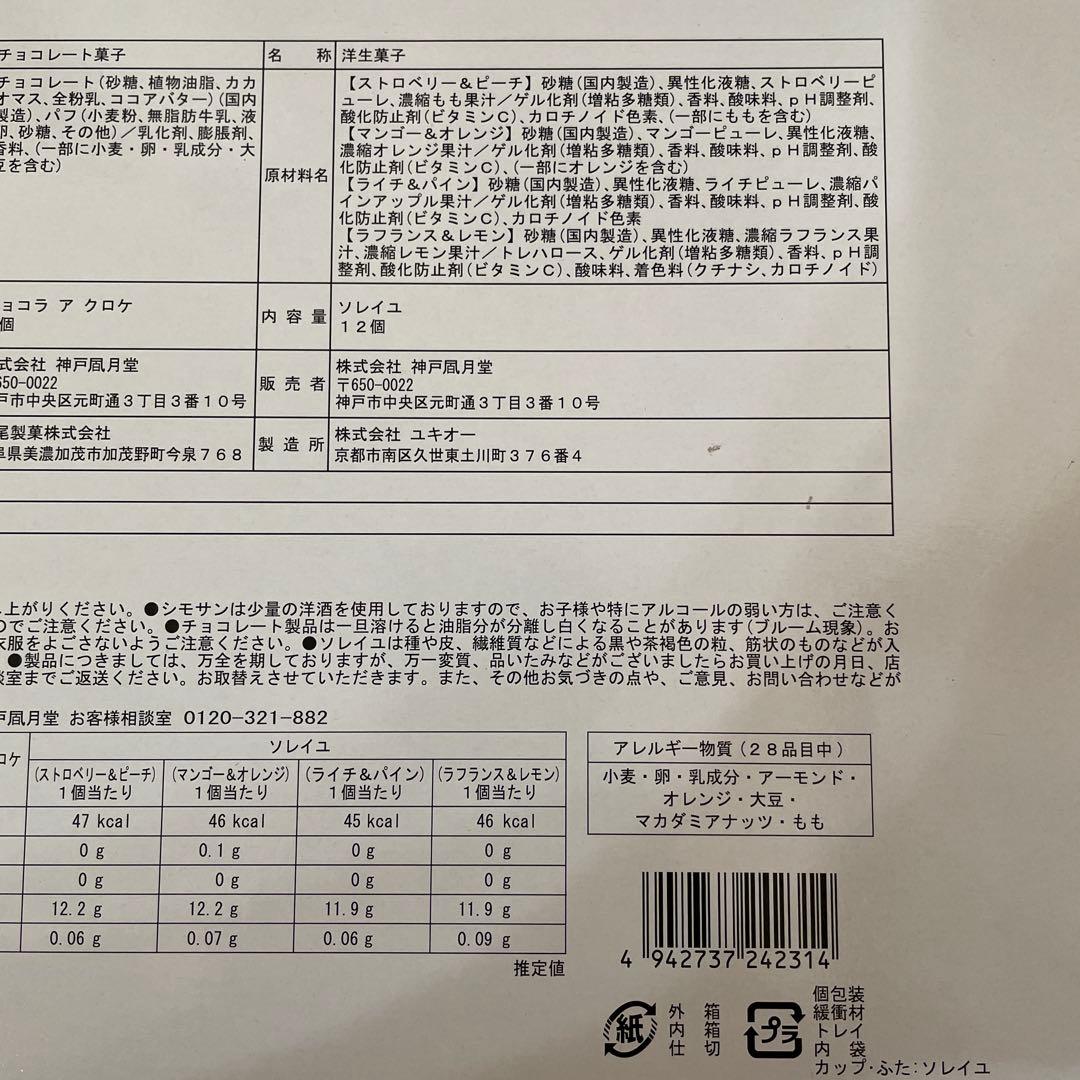 チョコレート菓子
チョコレート(砂糖、植物油脂、カカ
オマス、全粉乳、ココアバター)(国内
製造)、パフ(小麦粉、無脂肪牛乳、液
卵、砂糖、その他)/乳化剤、膨脹剤、
香料、(一部に小麦・卵・乳成分・大
豆を含む)
ョコラ ア クロケ
個
式会社 神戸凮月堂
650-0022
戸市中央区元町通3丁目3番10号
尾製菓株式会社
阜県美濃加茂市加茂野町今泉768
名 称
洋生菓子
原材料名
【ストロベリー&ピーチ】砂糖(国内製造)、異性化液糖、ストロベリーピ
ューレ、濃縮もも果汁/ゲル化剤(増粘多糖類)、香料、酸味料、pH調整剤、
酸化防止剤(ビタミンC)、カロチノイド色素、(一部にももを含む)
【マンゴー&オレンジ】砂糖(国内製造)、マンゴーピューレ、異性化液糖、
濃縮オレンジ果汁/ゲル化剤(増粘多糖類)、香料、酸味料、pH調整剤、酸
化防止剤(ビタミンC)、(一部にオレンジを含む)
【ライチ&パイン】砂糖(国内製造)、異性化液糖、ライチピューレ、濃縮パ
インアップル果汁/ゲル化剤(増粘多糖類)、香料、酸味料、pH調整剤、酸
化防止剤(ビタミンC)、カロチノイド色素
【ラフランス&レモン】砂糖(国内製造)、異性化液糖、濃縮ラフランス果
汁、濃縮レモン果汁/トレハロース、ゲル化剤(増粘多糖類)、香料、pH調
整剤、酸化防止剤(ビタミンC)、酸味料、着色料(クチナシ、カロチノイド)
内容量
ソレイユ
12個
販売者
株式会社 神戸凮月堂
〒650-0022
神戸市中央区元町通3丁目3番10号
製造所
株式会社 ユキオー
京都市南区久世東土川町376番4
し上がりください。●シモサンは少量の洋酒を使用しておりますので、お子様や特にアルコールの弱い方は、ご注意く
のでご注意ください。●チョコレート製品は一旦溶けると油脂分が分離し白くなることがあります(ブルーム現象)。お
衣服をよごさないようご注意ください。●ソレイユは種や皮、繊維質などによる黒や茶褐色の粒、筋状のものなどが入
●製品につきましては、万全を期しておりますが、万一変質、品いたみなどがございましたらお買い上げの月日、店
談室までご返送ください。お取替えさせていただきます。また、その他お気づきの点や、ご意見、お問い合わせなどが
戸凮月堂 お客様相談室 0120-321-882
ロケ
ソレイユ
(ストロベリー&ピーチ) (マンゴー&オレンジ) (ライチ&パイン) (ラフランス&レモン)
1個当たり 1個当たり 1個当たり 1個当たり
47 kcal 46 kcal 45 kcal 46 kcal
0 g 0.1 g 0 g 0 g
0 g 0 g 0 g 0 g
12.2 g 12.2 g 11.9 g 11.9 g
0.06 g 0.07 g 0.06 g 0.09 g
推定値
アレルギー物質(28品目中)
小麦・卵・乳成分・アーモンド・
オレンジ・大豆・
マカダミアナッツ・もも
4 942737 242314
紙
外 箱
内 箱
仕 切
プラ
個包装
緩衝材
トレイ
内 袋
カップ・ふた:ソレイユ